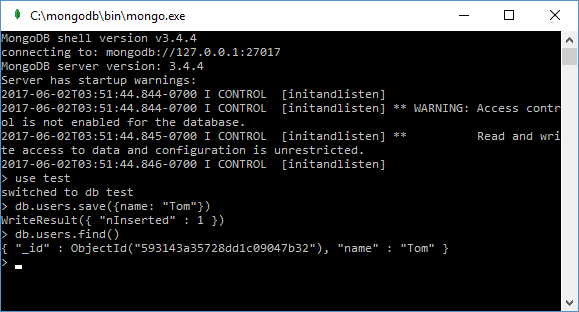 C:\mongodb\bin\mongo.exe
MongoDB shell version v3.4.4
connecting to: mongodb://127.0.0.1:27017
MongoDB server version: 3.4.4
Server has startup warnings:
2017-06-02T03:51:44.844-0700 I CONTROL  [initandlisten]
2017-06-02T03:51:44.844-0700 I CONTROL  [initandlisten] ** WARNING: Access contr
ol is not enabled for the database.
2017-06-02T03:51:44.845-0700 I CONTROL  [initandlisten] **          Read and wri
te access to data and configuration is unrestricted.
2017-06-02T03:51:44.846-0700 I CONTROL  [initandlisten]
> use test
switched to db test
> db.users.save({name: "Tom"})
WriteResult({ "nInserted" : 1 })
> db.users.find()
{ "_id" : ObjectId("593143a35728dd1c09047b32"), "name" : "Tom" }
>